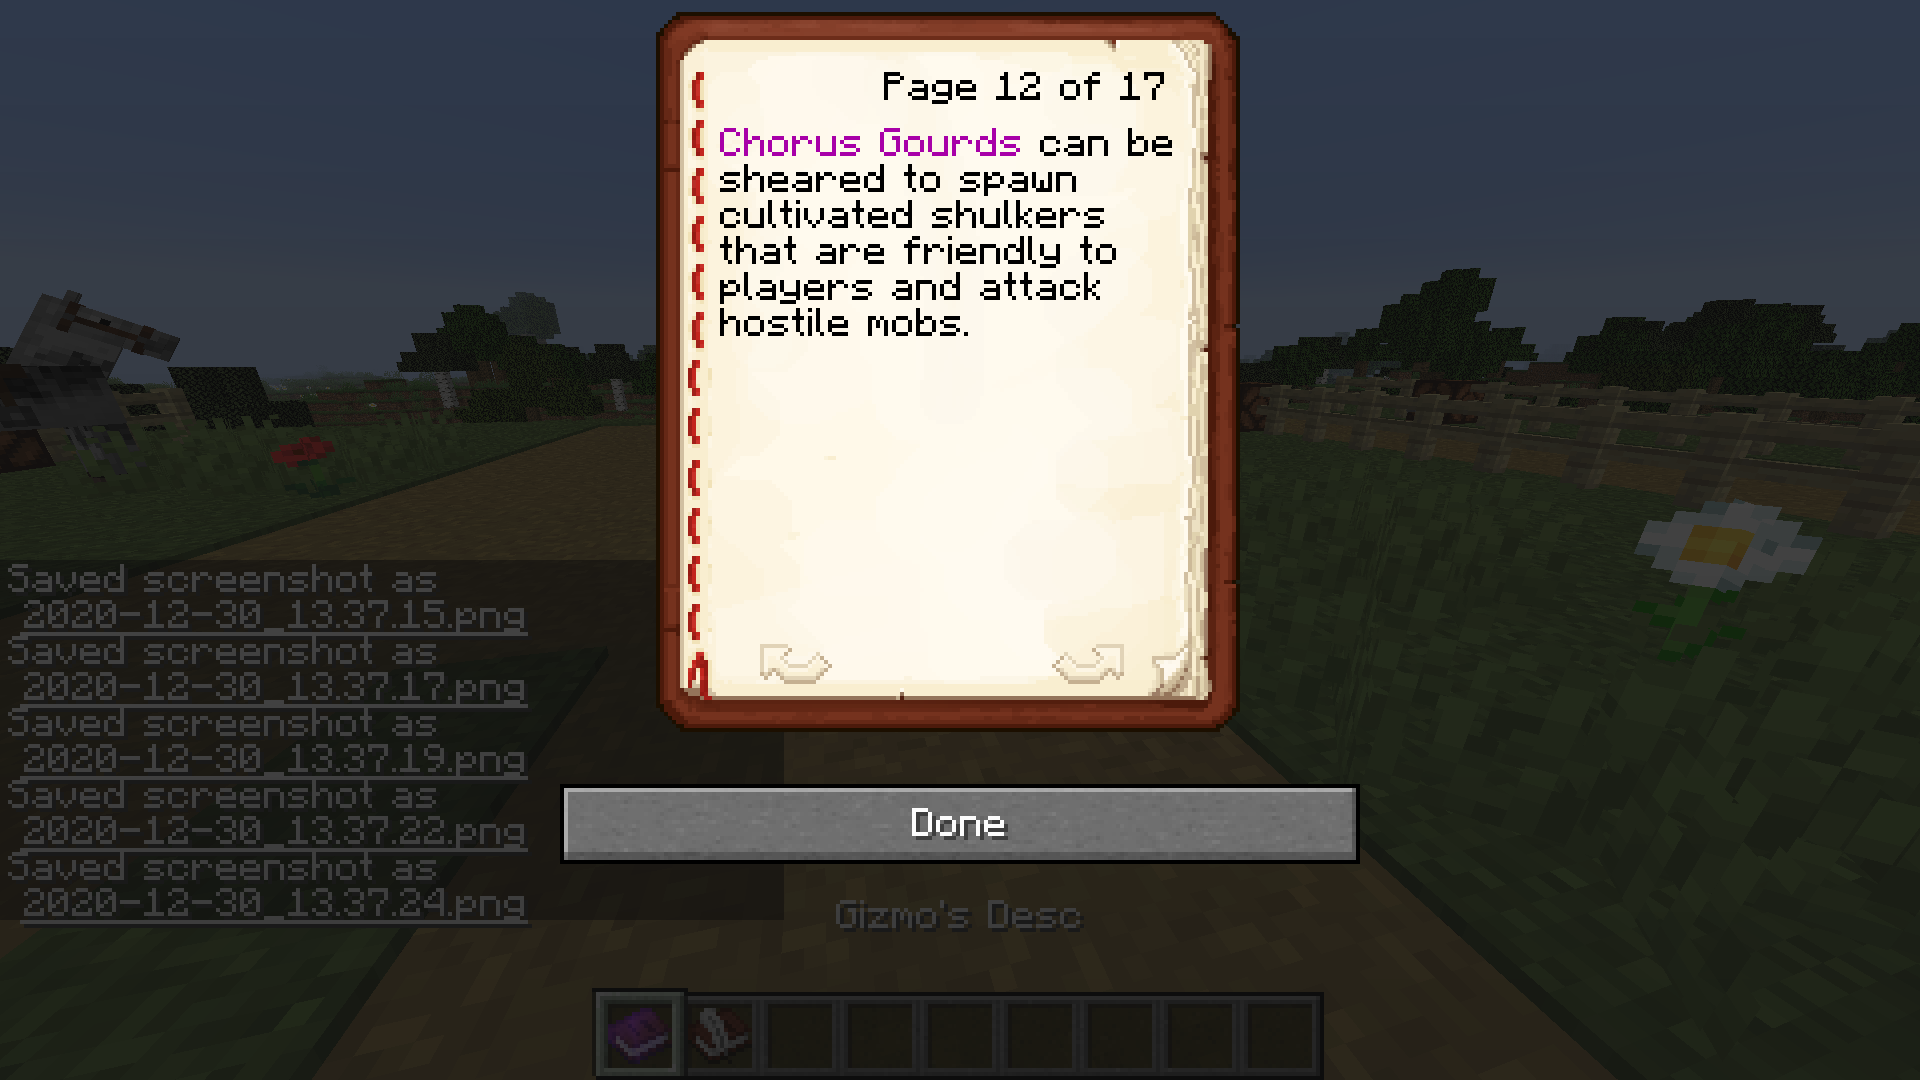 Page 12 of 17
Chorus Gourds can be
sheared to spawn
cultivated shulkers
that are friendly to
players and attack
hostile mobs.
Saved screenshot as
2020-12-30_13.37.15.png
Saved screenshot as
2020-12-30_13.37.17.png
Saved screenshot as
2020-12-30_13.37.19.png
Saved screenshot as
2020-12-30_13.37.22.png
Saved screenshot as
2020-12-30_13.37.24.png
Done
Gizmo's Desc